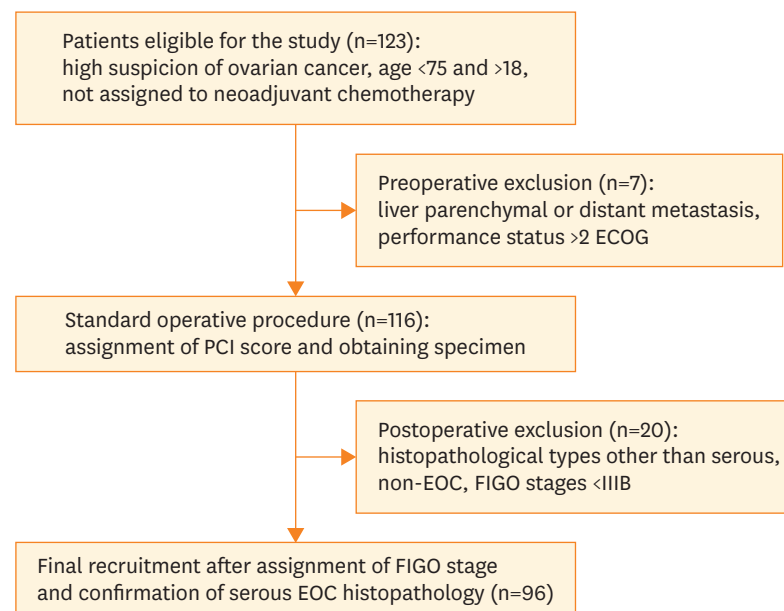 Patients eligible for the study (n=123):
high suspicion of ovarian cancer, age <75 and >18,
not assigned to neoadjuvant chemotherapy
Preoperative exclusion (n=7):
liver parenchymal or distant metastasis,
performance status >2 ECOG
Standard operative procedure (n=116):
assignment of PCI score and obtaining specimen
Postoperative exclusion (n=20):
histopathological types other than serous,
non-EOC, FIGO stages <IIIB
Final recruitment after assignment of FIGO stage
and confirmation of serous EOC histopathology (n=96)